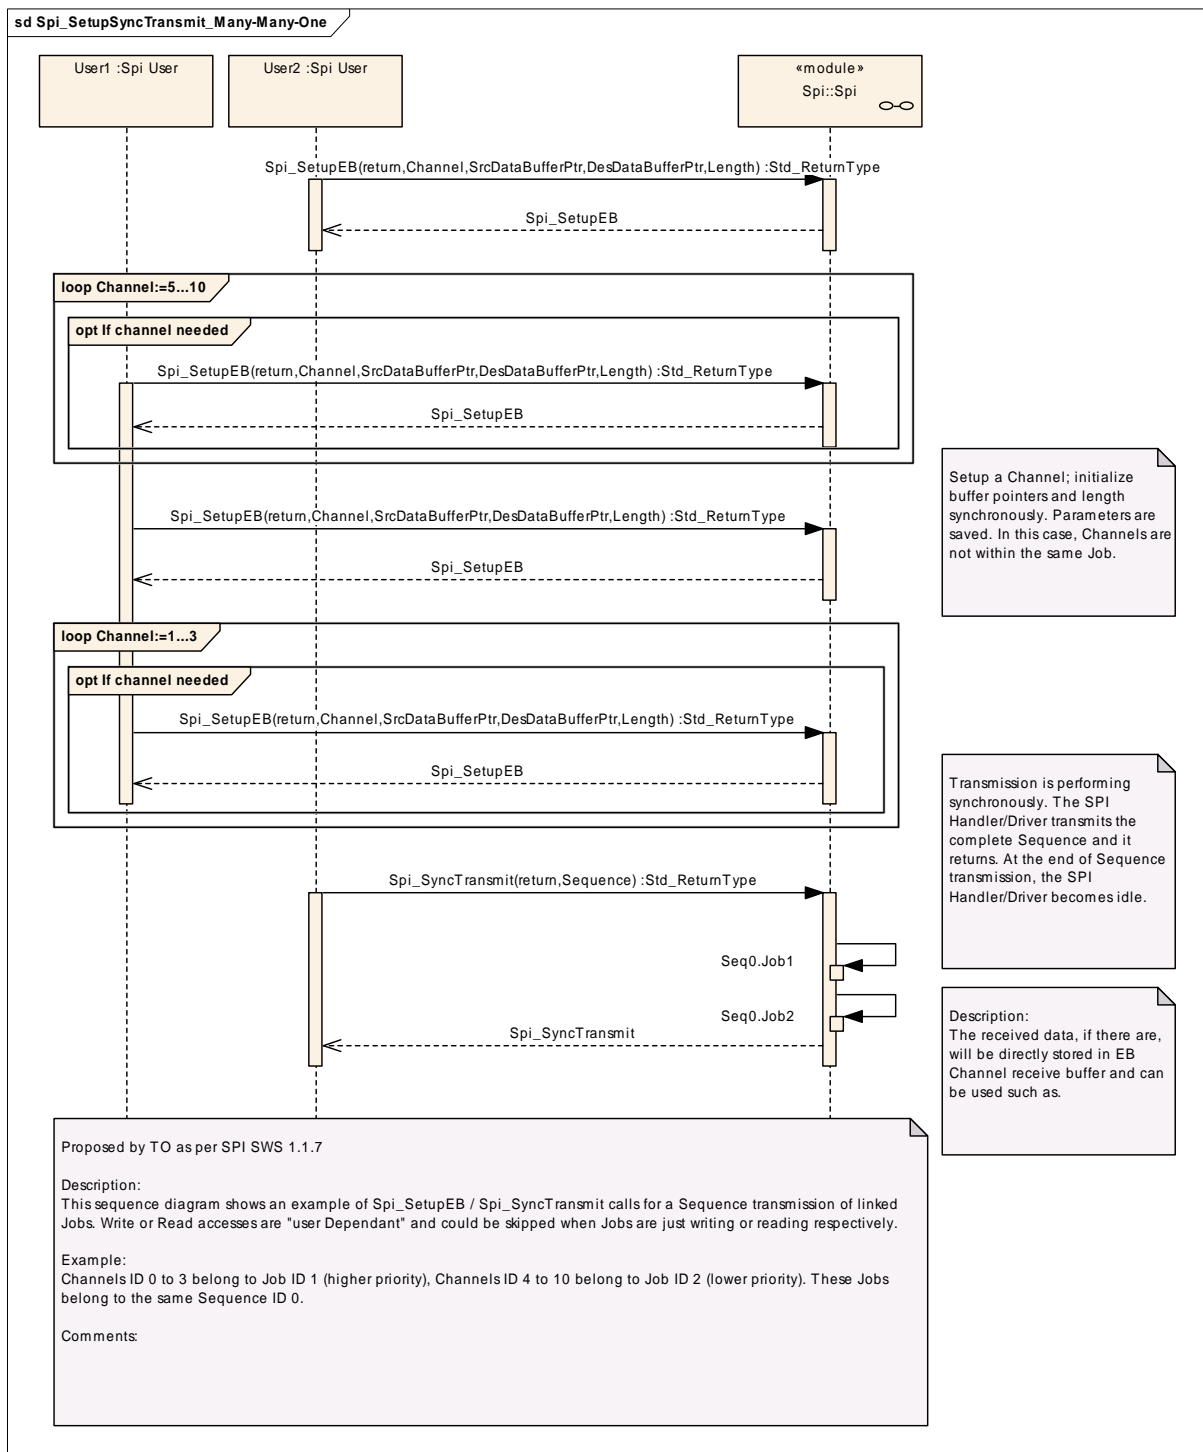 sd Spi_SetupSyncTransmit_Many-Many-One
User1 :Spi User
User2 :Spi User
«module»
Spi::Spi
Spi_SetupEB(return,Channel,SrcDataBufferPtr,DesDataBufferPtr,Length) :Std_ReturnType
Spi_SetupEB
loop Channel:=5...10
opt If channel needed
Spi_SetupEB(return,Channel,SrcDataBufferPtr,DesDataBufferPtr,Length) :Std_ReturnType
Spi_SetupEB
Setup a Channel; initialize
buffer pointers and length
synchronously. Parameters are
saved. In this case, Channels are
not within the same Job.
Spi_SetupEB(return,Channel,SrcDataBufferPtr,DesDataBufferPtr,Length) :Std_ReturnType
Spi_SetupEB
loop Channel:=1...3
opt If channel needed
Spi_SetupEB(return,Channel,SrcDataBufferPtr,DesDataBufferPtr,Length) :Std_ReturnType
Spi_SetupEB
Transmission is performing
synchronously. The SPI
Handler/Driver transmits the
complete Sequence and it
returns. At the end of Sequence
transmission, the SPI
Handler/Driver becomes idle.
Spi_SyncTransmit(return,Sequence) :Std_ReturnType
Seq0.Job1
Seq0.Job2
Spi_SyncTransmit
Description:
The received data, if there are,
will be directly stored in EB
Channel receive buffer and can
be used such as.
Proposed by TO as per SPI SWS 1.1.7
Description:
This sequence diagram shows an example of Spi_SetupEB / Spi_SyncTransmit calls for a Sequence transmission of linked
Jobs. Write or Read accesses are "user Dependant" and could be skipped when Jobs are just writing or reading respectively.
Example:
Channels ID 0 to 3 belong to Job ID 1 (higher priority), Channels ID 4 to 10 belong to Job ID 2 (lower priority). These Jobs
belong to the same Sequence ID 0.
Comments: